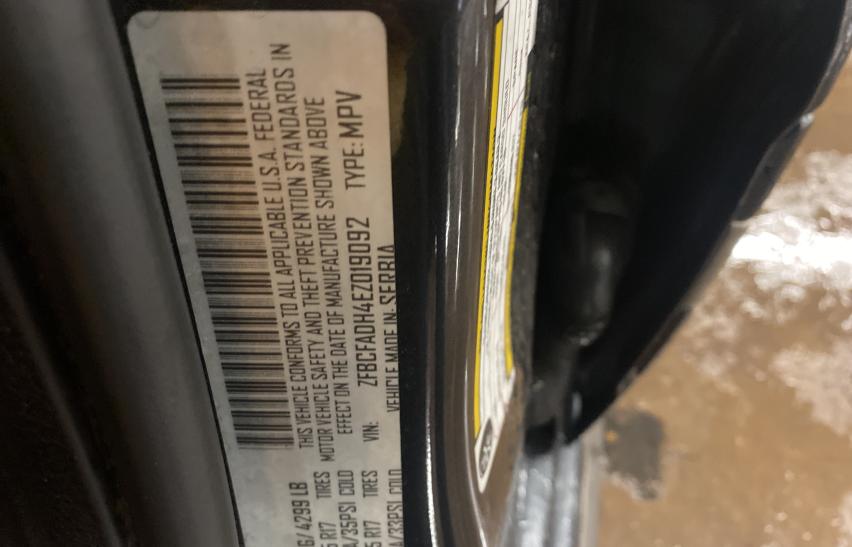 THIS VEHICLE CONFORMS TO ALL APPLICABLE U.S.A. FEDERAL
MOTOR VEHICLE SAFETY AND THEFT PREVENTION STANDARDS IN
EFFECT ON THE DATE OF MANUFACTURE SHOWN ABOVE
VIN: ZFBCFADH4EZ019092 TYPE: MPV
VEHICLE MADE IN: SERBIA
4299 LB TIRES
R17 35PSI COLD
TIRES
R17 33PSI COLD